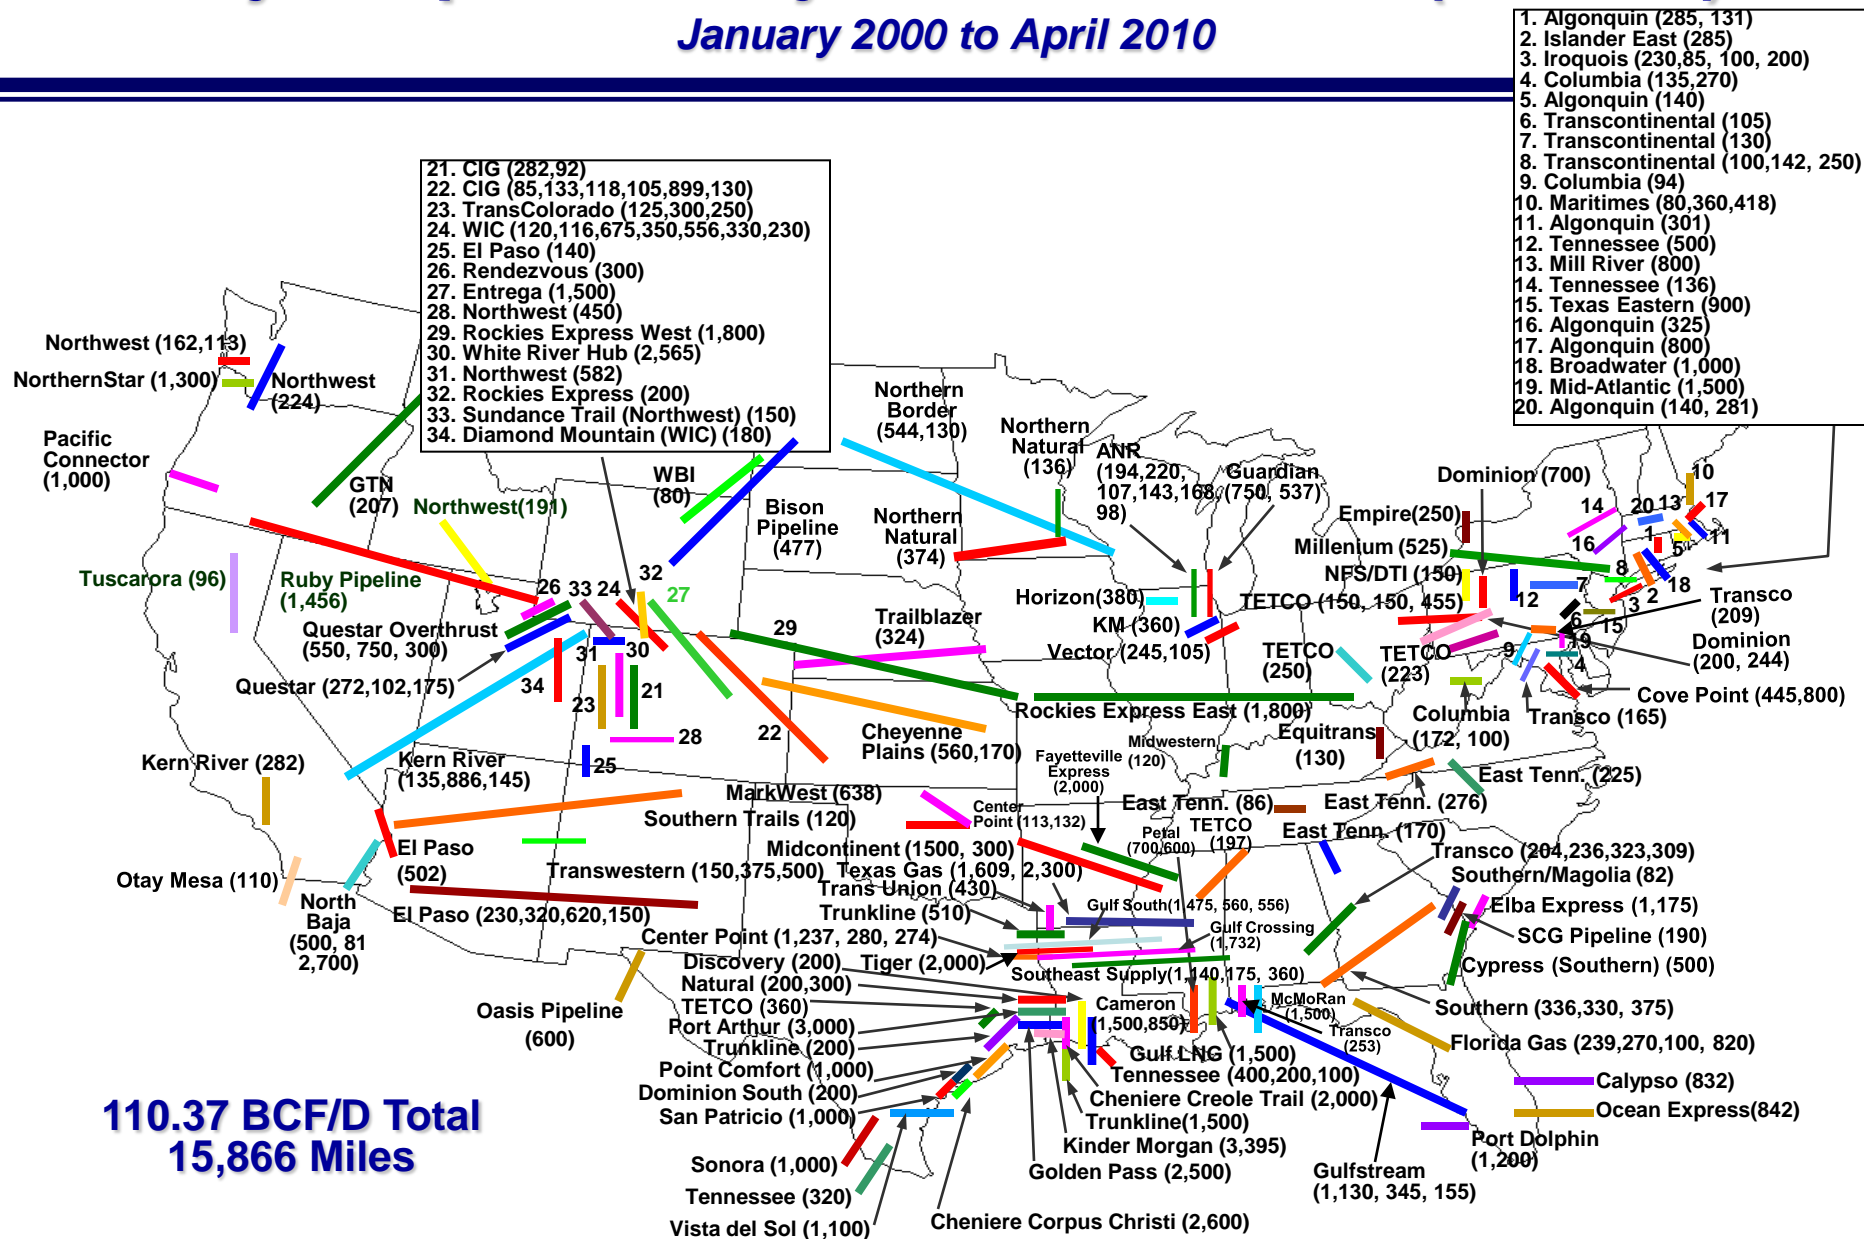 January 2000 to April 2010
1. Algonquin (285, 131)
2. Islander East (285)
3. Iroquois (230,85, 100, 200)
4. Columbia (135,270)
5. Algonquin (140)
6. Transcontinental (105)
7. Transcontinental (130)
8. Transcontinental (100,142, 250)
9. Columbia (94)
10. Maritimes (80,360,418)
11. Algonquin (301)
12. Tennessee (500)
13. Mill River (800)
14. Tennessee (136)
15. Texas Eastern (900)
16. Algonquin (325)
17. Algonquin (800)
18. Broadwater (1,000)
19. Mid-Atlantic (1,500)
20. Algonquin (140, 281)
21. CIG (282,92)
22. CIG (85,133,118,105,899,130)
23. TransColorado (125,300,250)
24. WIC (120,116,675,350,556,330,230)
25. El Paso (140)
26. Rendezvous (300)
27. Entrega (1,500)
28. Northwest (450)
29. Rockies Express West (1,800)
30. White River Hub (2,565)
31. Northwest (582)
32. Rockies Express (200)
33. Sundance Trail (Northwest) (150)
34. Diamond Mountain (WIC) (180)
Northwest (162,113)
NorthernStar (1,300)
Northwest
(224)
Pacific
Connector
(1,000)
GTN
(207)
Northwest(191)
WBI
(80)
Northern
Border
(544,130)
Northern
Natural
(136)
ANR
(194,220,
107,143,168,
98)
Guardian
(750, 537)
Bison
Pipeline
(477)
Northern
Natural
(374)
Dominion (700)
Empire(250)
Millenium (525)
NFS/DTI (150)
TETCO (150, 150, 455)
10
14
20
13
17
16
1
5
11
8
18
7
2
12
3
6
15
19
9
4
Tuscarora (96)
Ruby Pipeline
(1,456)
26
33
24
32
27
Questar Overthrust
(550, 750, 300)
Questar (272,102,175)
31
30
34
23
21
28
25
22
29
Trailblazer
(324)
Horizon(380)
KM (360)
Vector (245,105)
TETCO
(250)
TETCO
(223)
Transco
(209)
Dominion
(200, 244)
Cove Point (445,800)
Transco (165)
Columbia
(172, 100)
Rockies Express East (1,800)
Cheyenne
Plains (560,170)
Kern River (282)
Kern River
(135,886,145)
Midwestern
(120)
Equitrans
(130)
Fayetteville
Express
(2,000)
East Tenn. (225)
East Tenn. (276)
East Tenn. (86)
East Tenn. (170)
MarkWest (638)
Southern Trails (120)
Center
Point (113,132)
Petal
(700,600)
TETCO
(197)
Midcontinent (1500, 300)
Otay Mesa (110)
North
Baja
(500, 81
2,700)
El Paso
(502)
Transwestern (150,375,500)
El Paso (230,320,620,150)
Texas Gas (1,609, 2,300)
Trans Union (430)
Trunkline (510)
Gulf South(1,475, 560, 556)
Gulf Crossing
(1,732)
Center Point (1,237, 280, 274)
Tiger (2,000)
Southeast Supply(1,140,175, 360)
Transco (204,236,323,309)
Southern/Magolia (82)
Elba Express (1,175)
SCG Pipeline (190)
Cypress (Southern) (500)
Southern (336,330, 375)
Florida Gas (239,270,100, 820)
Calypso (832)
Ocean Express(842)
Port Dolphin
(1,200)
Discovery (200)
Natural (200,300)
TETCO (360)
Port Arthur (3,000)
Trunkline (200)
Point Comfort (1,000)
Dominion South (200)
San Patricio (1,000)
Cameron
(1,500,850)
McMoRan
(1,500)
Transco
(253)
Gulf LNG (1,500)
Tennessee (400,200,100)
Cheniere Creole Trail (2,000)
Trunkline(1,500)
Kinder Morgan (3,395)
Golden Pass (2,500)
Gulfstream
(1,130, 345, 155)
Oasis Pipeline
(600)
Sonora (1,000)
Tennessee (320)
Vista del Sol (1,100)
Cheniere Corpus Christi (2,600)
110.37 BCF/D Total
15,866 Miles